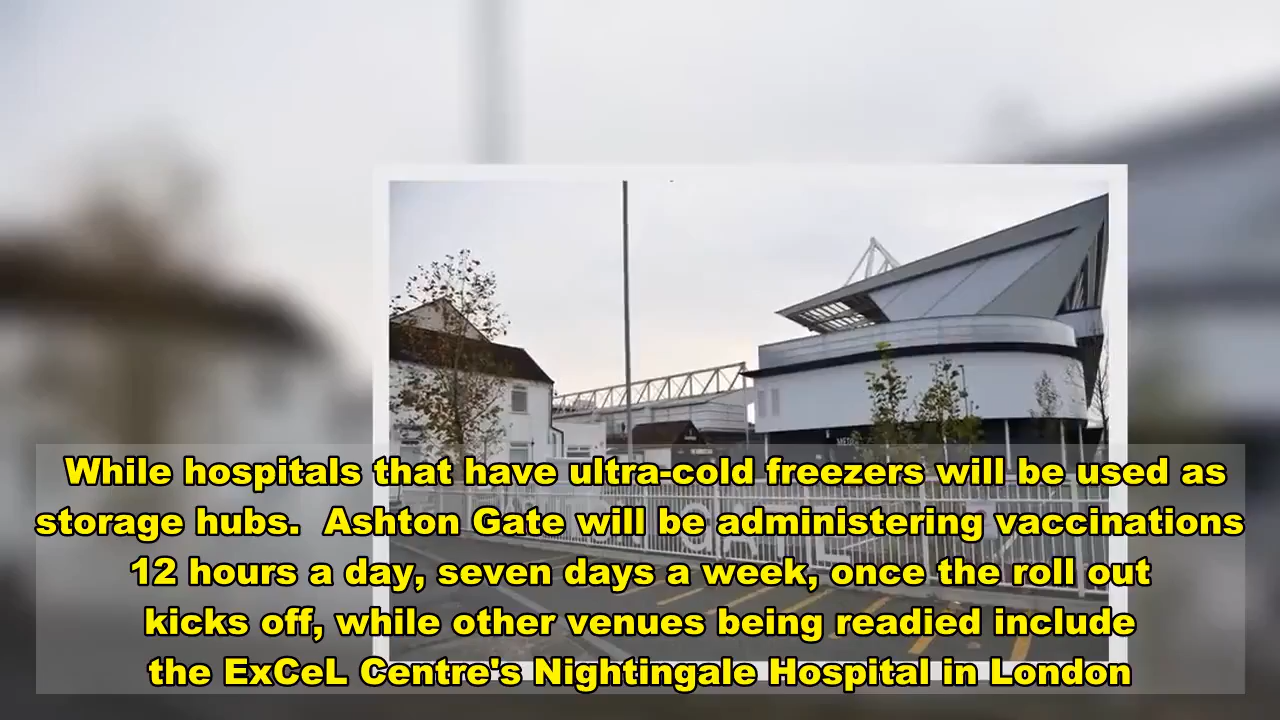 While hospitals that have ultra-cold freezers will be used as
storage hubs.  Ashton Gate will be administering vaccinations
12 hours a day, seven days a week, once the roll out
kicks off, while other venues being readied include
the ExCeL Centre's Nightingale Hospital in London